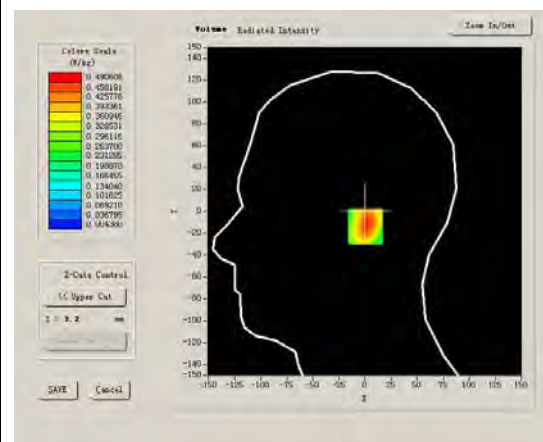 Volume Radiated Intensity
Zoom In/Out
Colors Scale
(W/kg)
0.490606
0.458191
0.425776
0.393361
0.360946
0.328531
0.296116
0.263700
0.231285
0.198870
0.166455
0.134040
0.101625
0.069210
0.036795
0.004380
150
140
120
100
80
60
40
20
0
-20
-40
-60
-80
-100
-120
-140
-150
Y
-150 -125 -100 -75 -50 -25 0 25 50 75 100 125 150
X
Z-Cuts Control
<< Upper Cut
Z = 3.2 mm
SAVE
Cancel